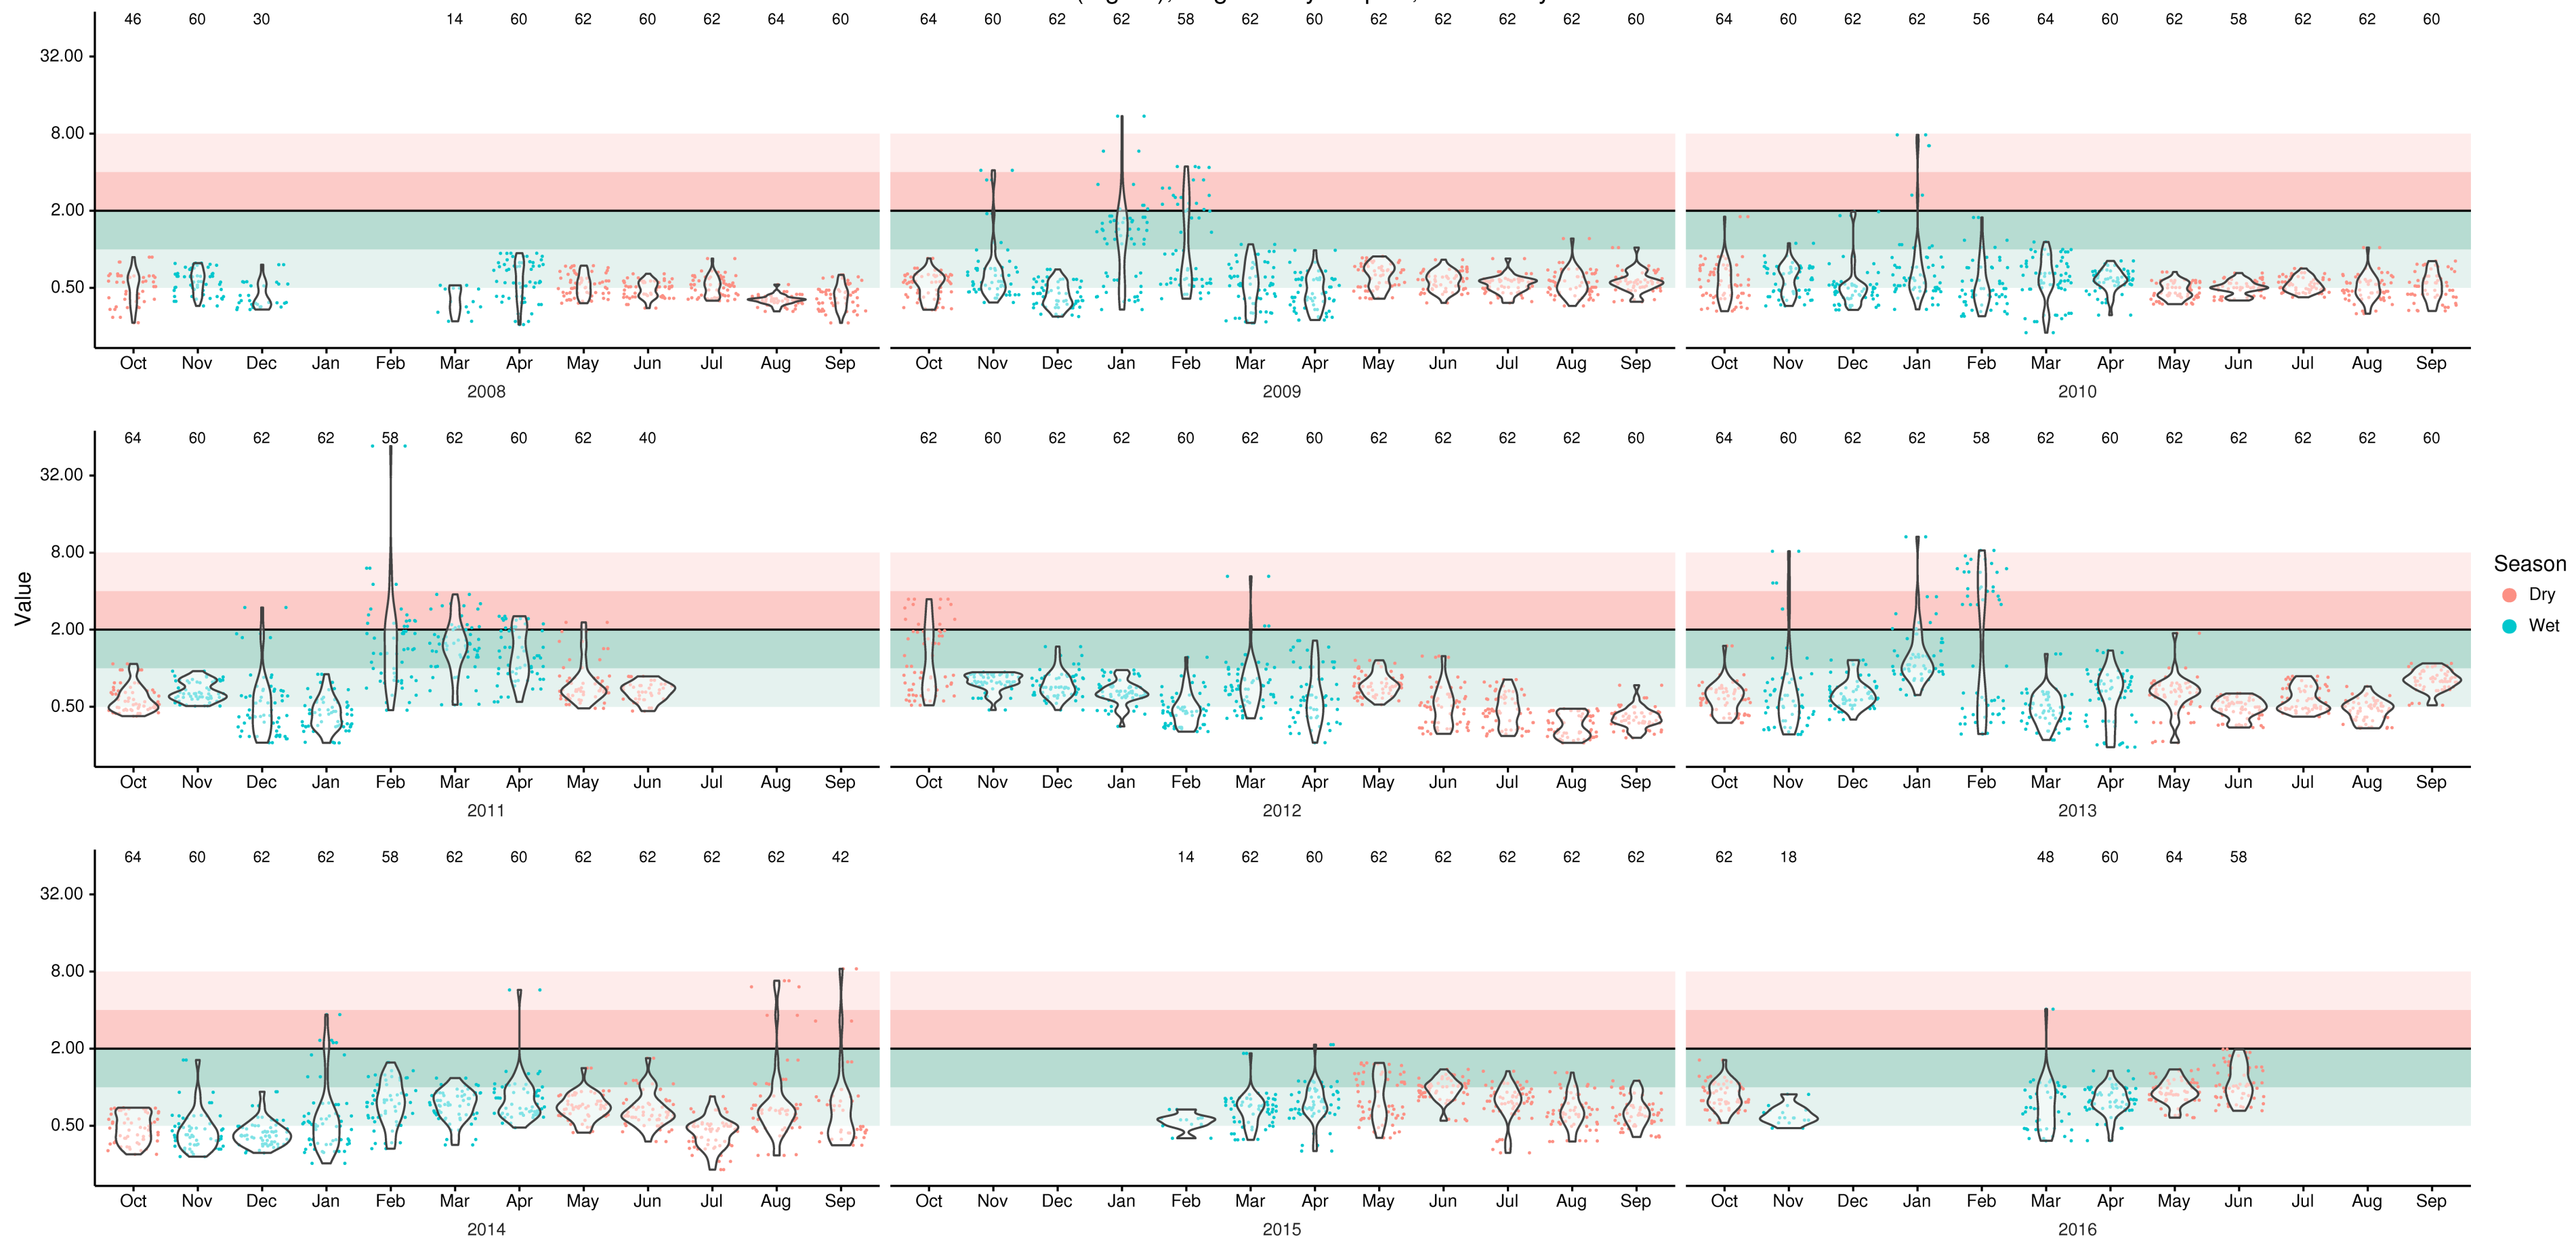 46 60 30 14 60 62 60 62 64 60 64 60 62 62 58 62 60 62 62 62 62 60 64 60 62 62 56 64 60 62 58 62 62 60
32.00
8.00
2.00
0.50
Oct Nov Dec Jan Feb Mar Apr May Jun Jul Aug Sep Oct Nov Dec Jan Feb Mar Apr May Jun Jul Aug Sep Oct Nov Dec Jan Feb Mar Apr May Jun Jul Aug Sep
2008 2009 2010
64 60 62 62 58 62 60 62 40 62 60 62 62 60 62 60 62 62 62 62 60 64 60 62 62 58 62 60 62 62 62 62 60
32.00
8.00
2.00
0.50
Value
Season
Dry
Wet
Oct Nov Dec Jan Feb Mar Apr May Jun Jul Aug Sep Oct Nov Dec Jan Feb Mar Apr May Jun Jul Aug Sep Oct Nov Dec Jan Feb Mar Apr May Jun Jul Aug Sep
2011 2012 2013
64 60 62 62 58 62 60 62 62 62 62 42 14 62 60 62 62 62 62 62 62 18 48 60 64 58
32.00
8.00
2.00
0.50
Oct Nov Dec Jan Feb Mar Apr May Jun Jul Aug Sep Oct Nov Dec Jan Feb Mar Apr May Jun Jul Aug Sep Oct Nov Dec Jan Feb Mar Apr May Jun Jul Aug Sep
2014 2015 2016